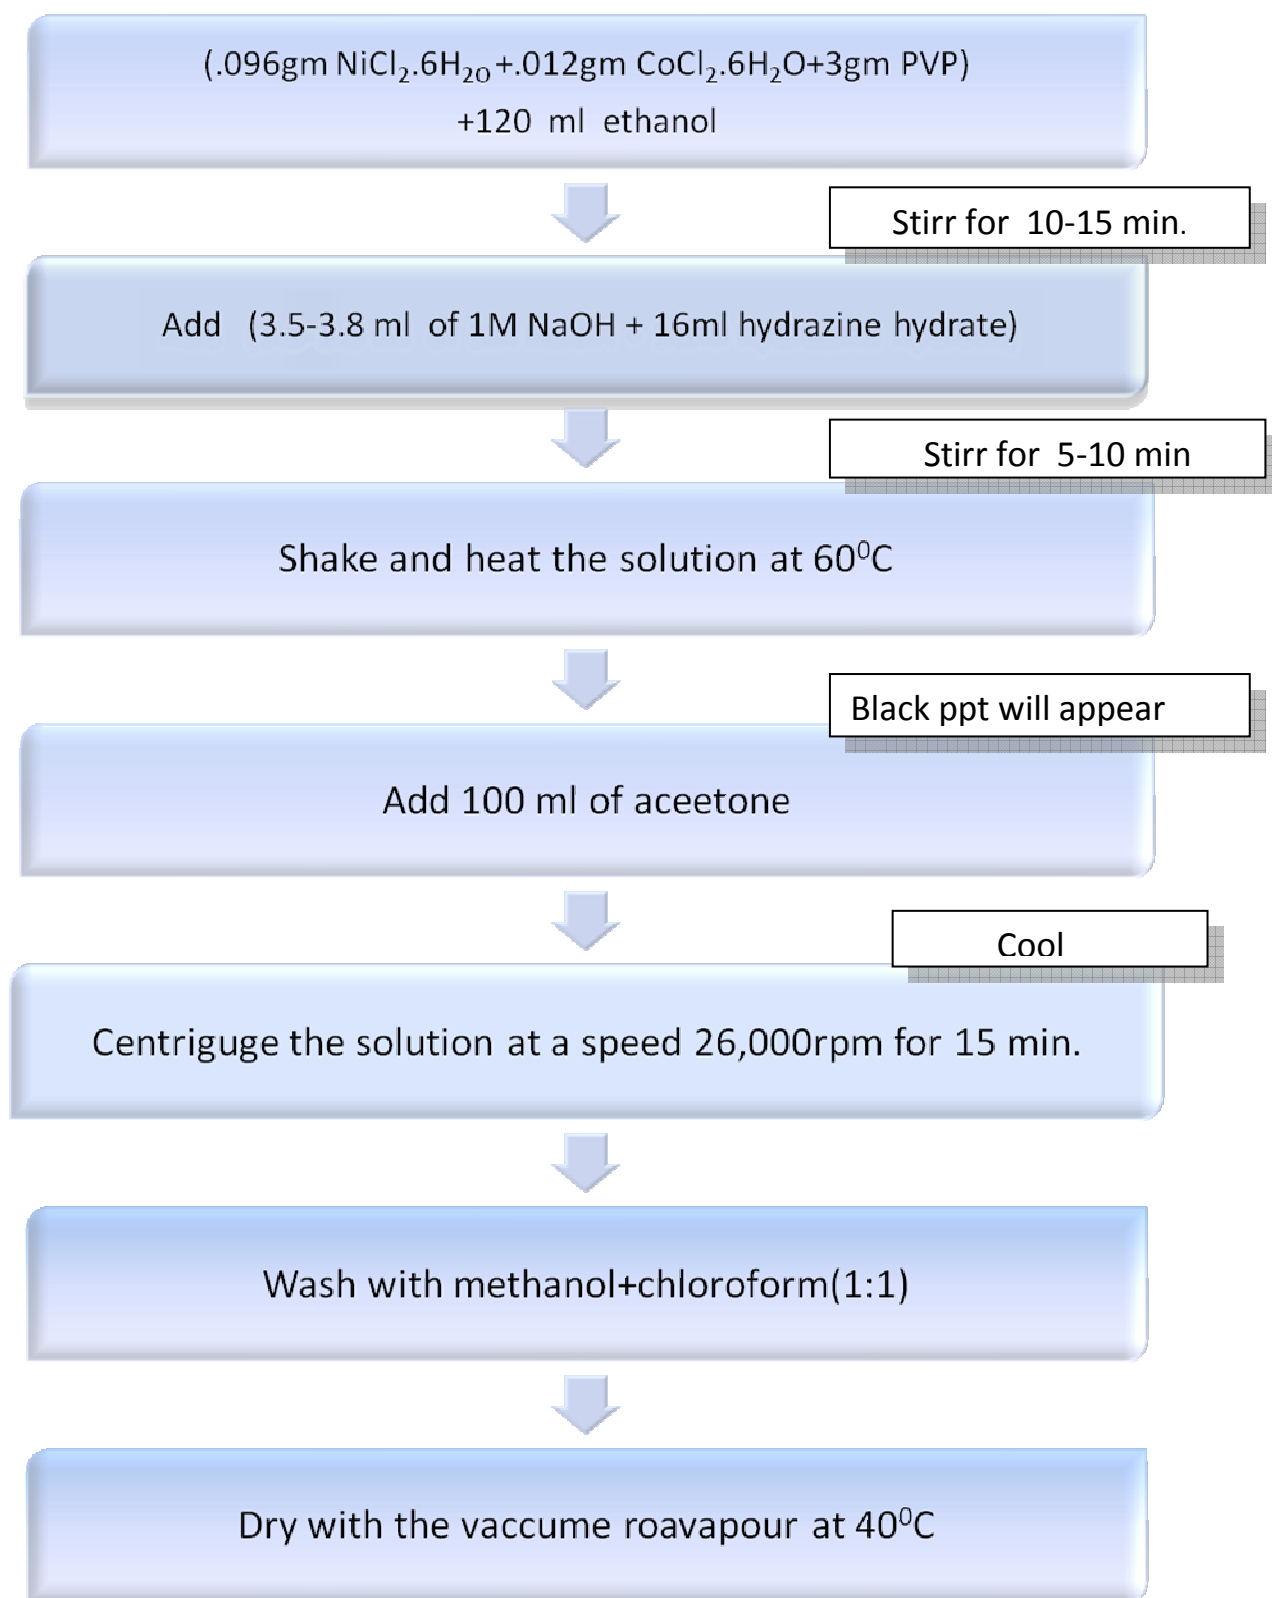 (.096gm NiCl₂.6H₂₀+.012gm CoCl₂.6H₂O+3gm PVP)
+120 ml ethanol
Stirr for 10-15 min.
Add (3.5-3.8 ml of 1M NaOH + 16ml hydrazine hydrate)
Stirr for 5-10 min
Shake and heat the solution at 60⁰C
Black ppt will appear
Add 100 ml of aceetone
Cool
Centriguge the solution at a speed 26,000rpm for 15 min.
Wash with methanol+chloroform(1:1)
Dry with the vaccume roavapour at 40⁰C